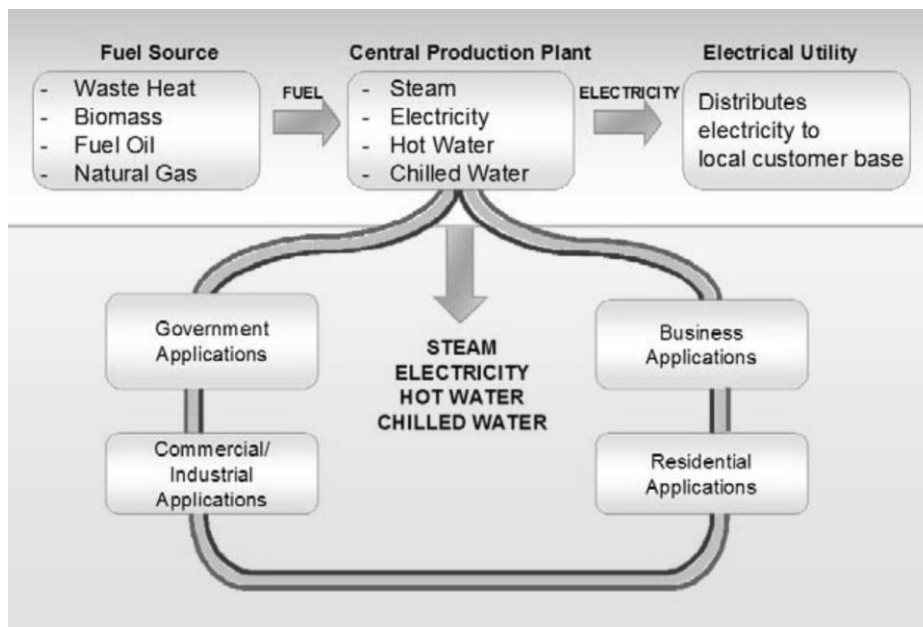 Fuel Source
- Waste Heat
- Biomass
- Fuel Oil
- Natural Gas
FUEL
Central Production Plant
- Steam
- Electricity
- Hot Water
- Chilled Water
ELECTRICITY
Electrical Utility
Distributes
electricity to
local customer base
Government
Applications
Commercial/
Industrial
Applications
STEAM
ELECTRICITY
HOT WATER
CHILLED WATER
Business
Applications
Residential
Applications